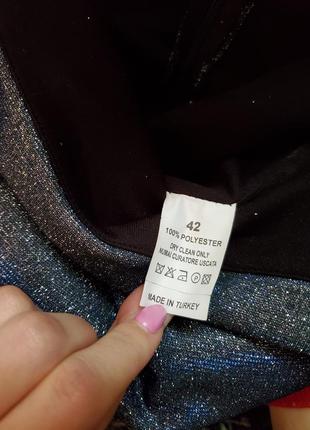 42
100% POLYESTER
DRY CLEAN ONLY
NUMAI CURATORE USCATA
MADE IN TURKEY